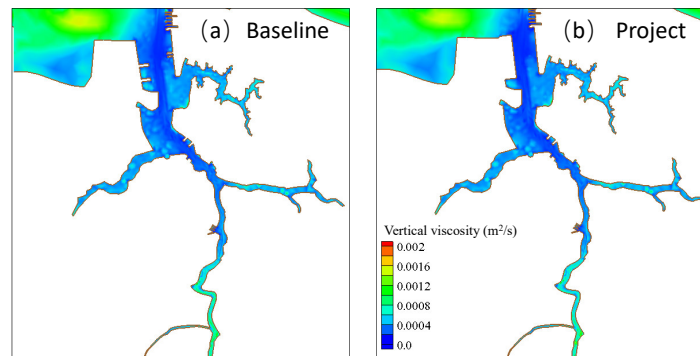 （a） Baseline
（b） Project
Vertical viscosity (m²/s)
0.002
0.0016
0.0012
0.0008
0.0004
0.0